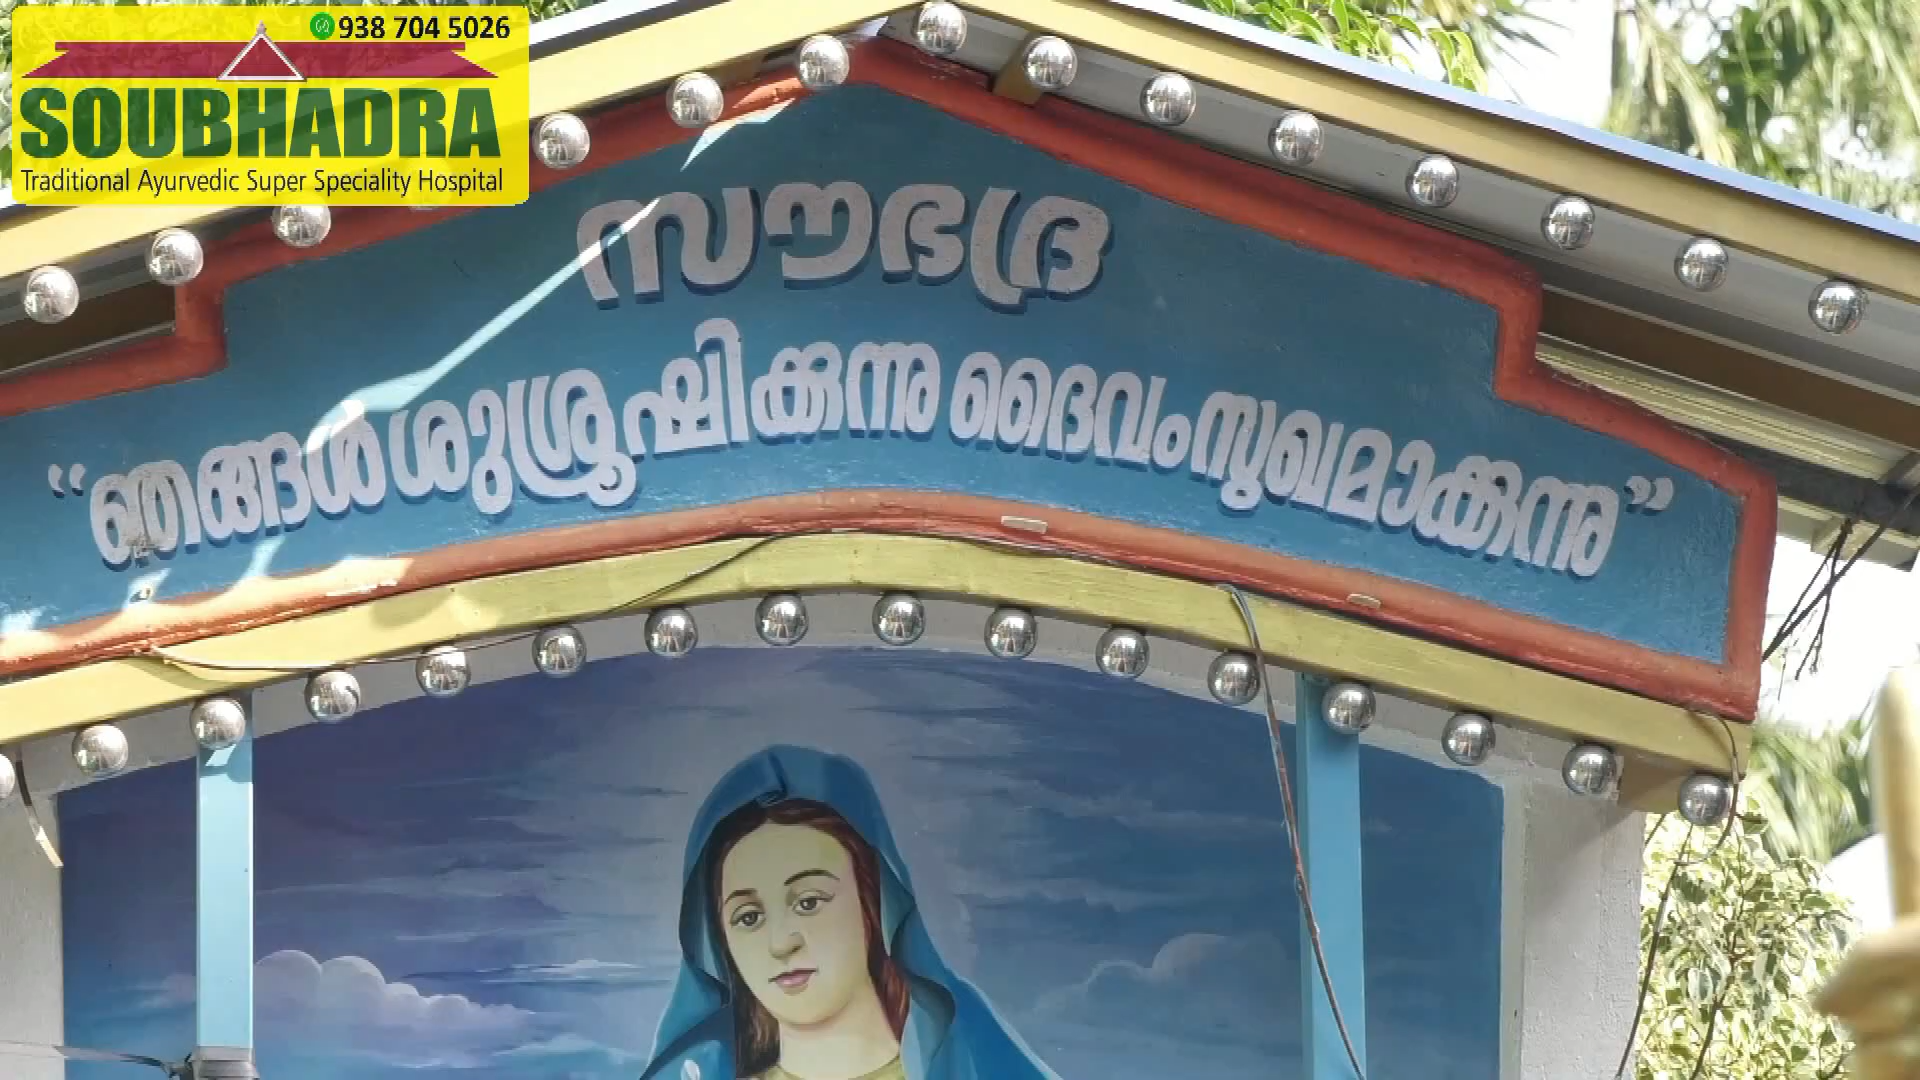 938 704 5026
SOUBHADRA
Traditional Ayurvedic Super Speciality Hospital
സൗഭദ്ര
“ഞങ്ങൾ ശുശ്രൂഷിക്കുന്നു ദൈവം സുഖമാക്കുന്നു”